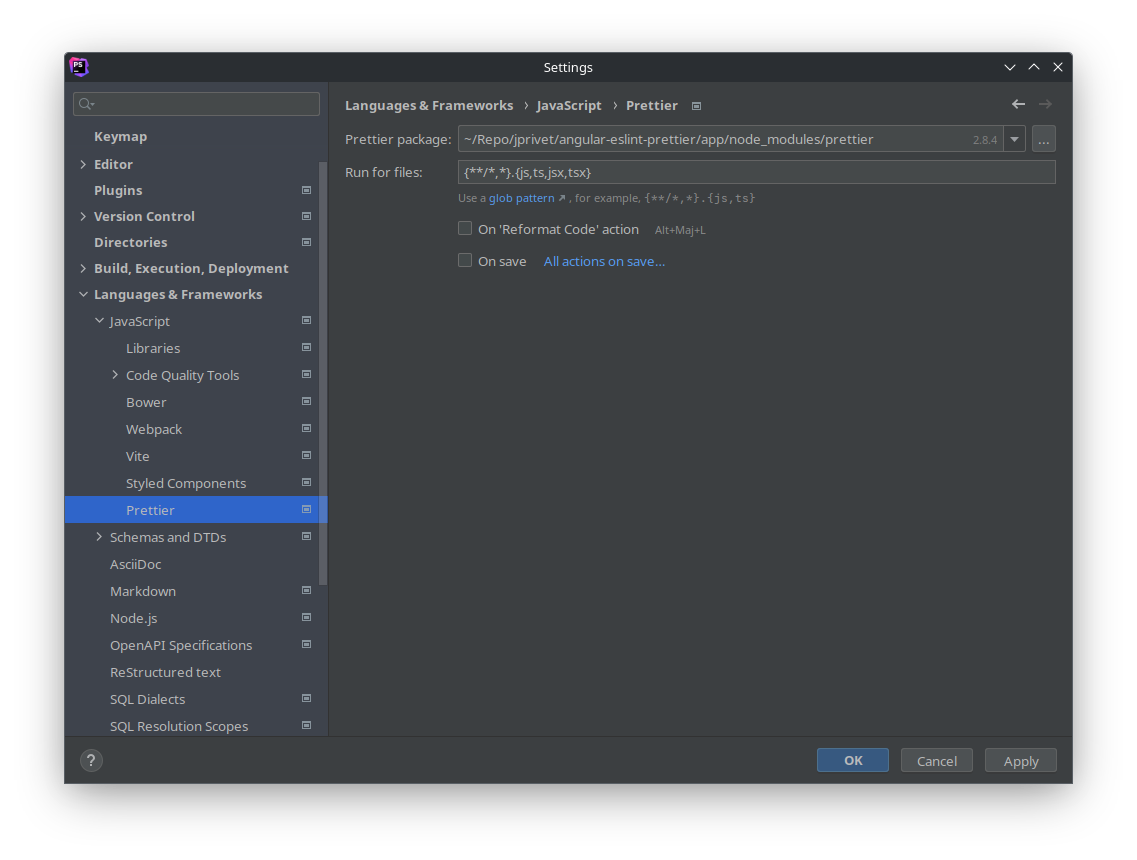 PS
Settings
Keymap
Editor
Plugins
Version Control
Directories
Build, Execution, Deployment
Languages & Frameworks
JavaScript
Libraries
Code Quality Tools
Bower
Webpack
Vite
Styled Components
Prettier
Schemas and DTDs
AsciiDoc
Markdown
Node.js
OpenAPI Specifications
ReStructured text
SQL Dialects
SQL Resolution Scopes
Languages & Frameworks › JavaScript › Prettier
Prettier package: ~/Repo/jprivet/angular-eslint-prettier/app/node_modules/prettier 2.8.4 ...
Run for files: {**/*,*}.{js,ts,jsx,tsx}
Use a glob pattern ↗, for example, {**/*,*}.{js,ts}
On 'Reformat Code' action Alt+Maj+L
On save All actions on save...
? OK Cancel Apply